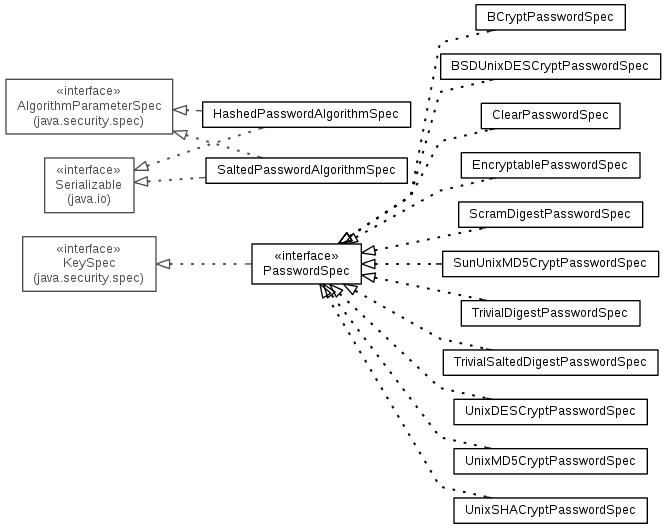 BCryptPasswordSpec
BSDUnixDESCryptPasswordSpec
«interface»
AlgorithmParameterSpec
(java.security.spec)
HashedPasswordAlgorithmSpec
ClearPasswordSpec
«interface»
Serializable
(java.io)
SaltedPasswordAlgorithmSpec
EncryptablePasswordSpec
ScramDigestPasswordSpec
«interface»
KeySpec
(java.security.spec)
«interface»
PasswordSpec
SunUnixMD5CryptPasswordSpec
TrivialDigestPasswordSpec
TrivialSaltedDigestPasswordSpec
UnixDESCryptPasswordSpec
UnixMD5CryptPasswordSpec
UnixSHACryptPasswordSpec